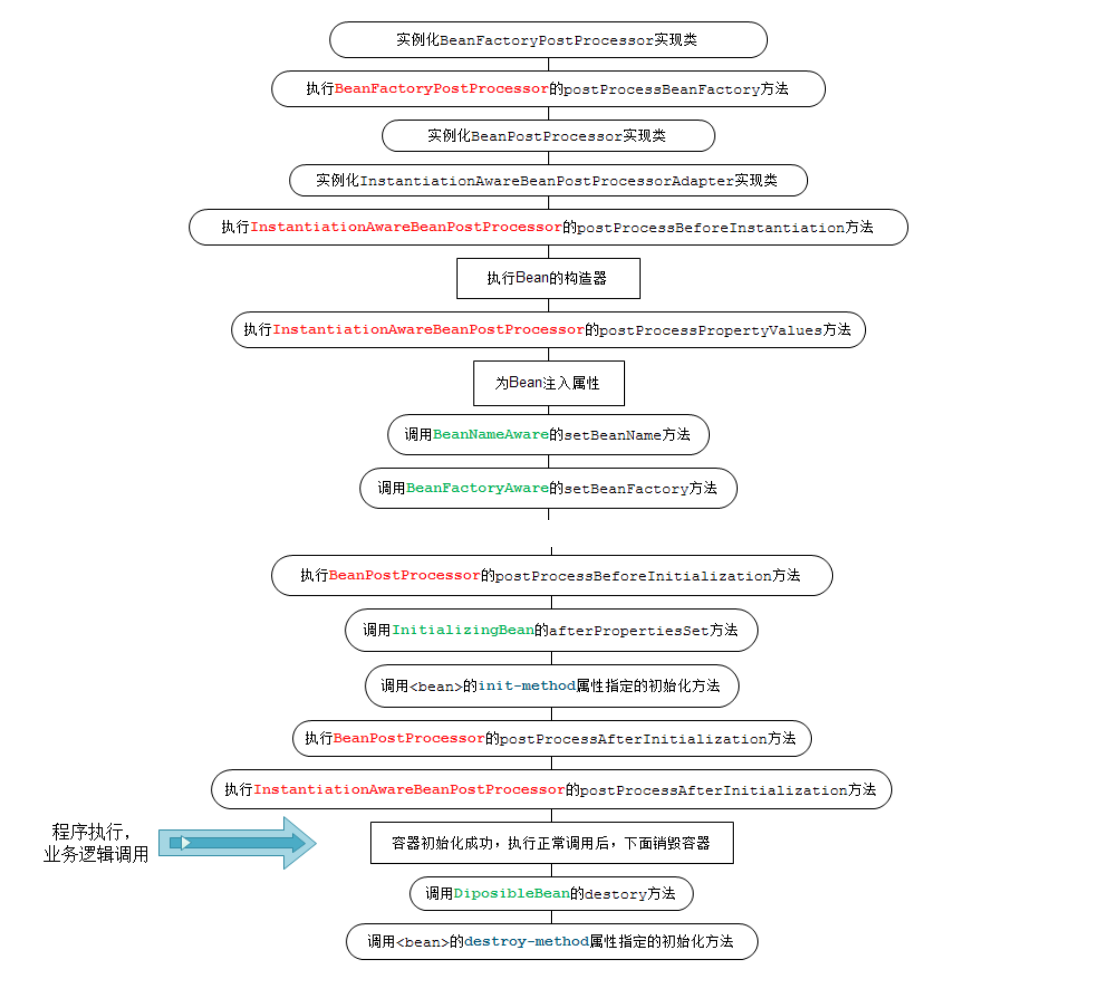 实例化BeanFactoryPostProcessor实现类
执行BeanFactoryPostProcessor的postProcessBeanFactory方法
实例化BeanPostProcessor实现类
实例化InstantiationAwareBeanPostProcessorAdapter实现类
执行InstantiationAwareBeanPostProcessor的postProcessBeforeInstantiation方法
执行Bean的构造器
执行InstantiationAwareBeanPostProcessor的postProcessPropertyValues方法
为Bean注入属性
调用BeanNameAware的setBeanName方法
调用BeanFactoryAware的setBeanFactory方法
执行BeanPostProcessor的postProcessBeforeInitialization方法
调用InitializingBean的afterPropertiesSet方法
调用<bean>的init-method属性指定的初始化方法
执行BeanPostProcessor的postProcessAfterInitialization方法
执行InstantiationAwareBeanPostProcessor的postProcessAfterInitialization方法
程序执行，
业务逻辑调用
容器初始化成功，执行正常调用后，下面销毁容器
调用DiposibleBean的destory方法
调用<bean>的destroy-method属性指定的初始化方法